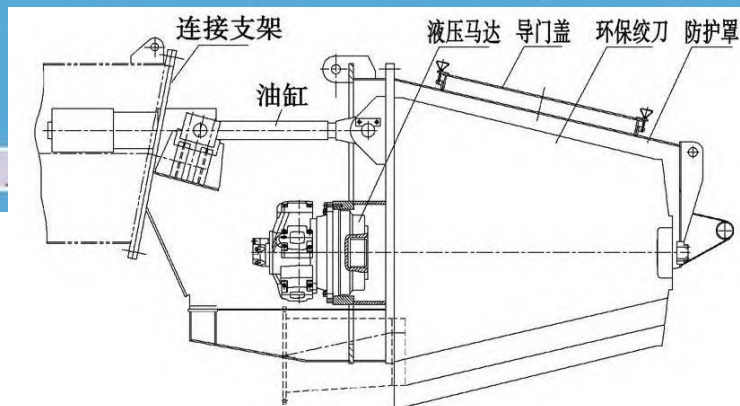 连接支架
油缸
液压马达
导门盖
环保绞刀
防护罩